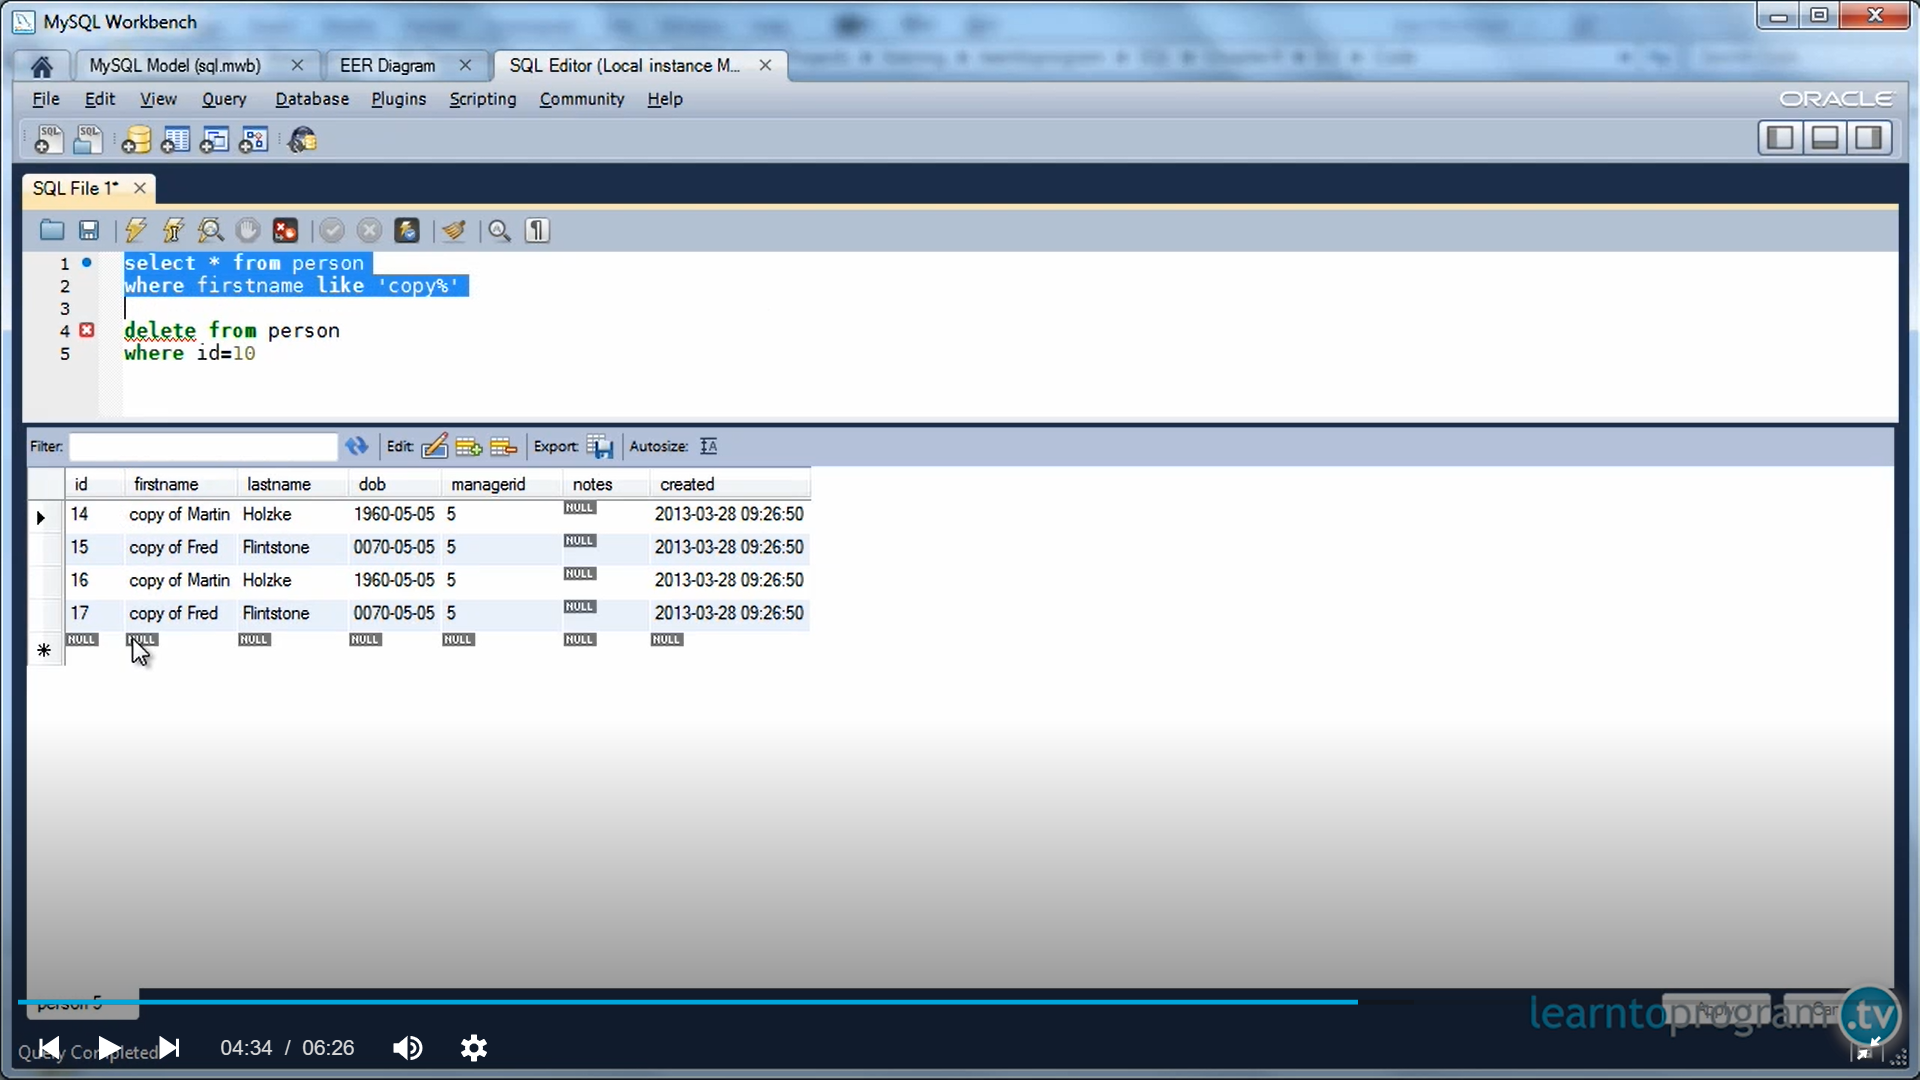 MySQL Workbench
MySQL Model (sql.mwb) EER Diagram SQL Editor (Local instance M...
File Edit View Query Database Plugins Scripting Community Help ORACLE
SQL SQL
SQL File 1*
1 select * from person
2 where firstname like 'copy%'
3
4 delete from person
5 where id=10
Filter: Edit: Export: Autosize:
id firstname lastname dob managerid notes created
14 copy of Martin Holzke 1960-05-05 5 NULL 2013-03-28 09:26:50
15 copy of Fred Flintstone 0070-05-05 5 NULL 2013-03-28 09:26:50
16 copy of Martin Holzke 1960-05-05 5 NULL 2013-03-28 09:26:50
17 copy of Fred Flintstone 0070-05-05 5 NULL 2013-03-28 09:26:50
NULL NULL NULL NULL NULL NULL NULL
person 5
learntoprogram.tv
Query Completed 04:34 / 06:26